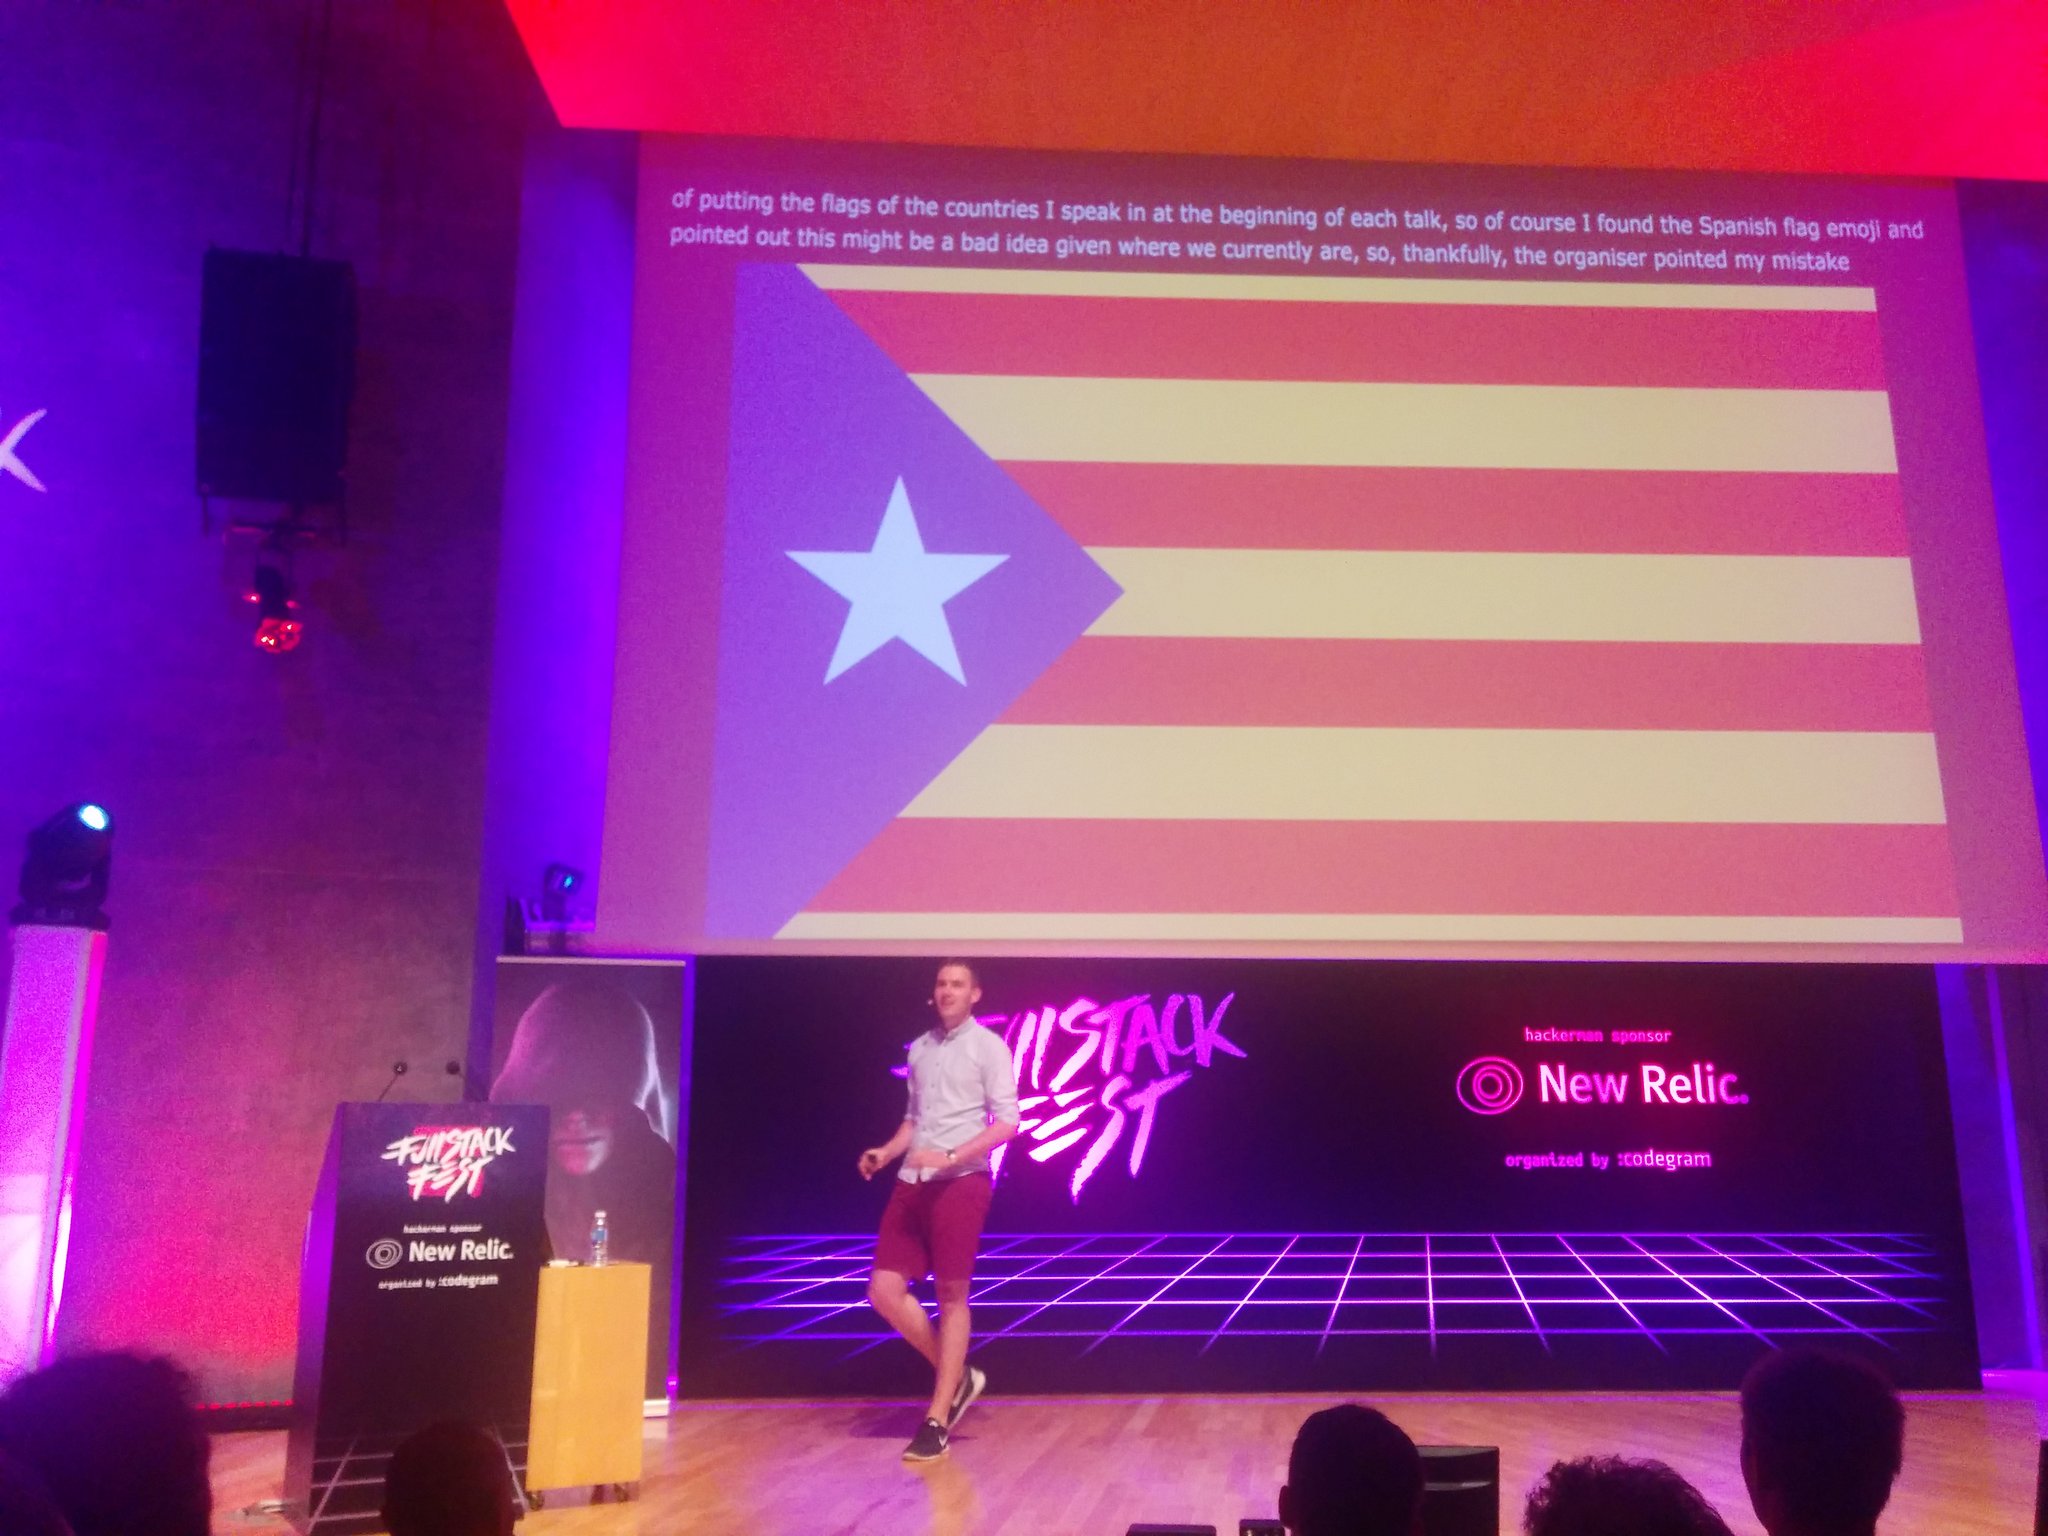 of putting the flags of the countries I speak in at the beginning of each talk, so of course I found the Spanish flag emoji and
pointed out this might be a bad idea given where we currently are, so, thankfully, the organiser pointed my mistake
K
FullSTACK
FEST
hackerman sponsor
New Relic.
organized by :codegram
FullSTACK
FEST
hackerman sponsor
New Relic.
organized by :codegram